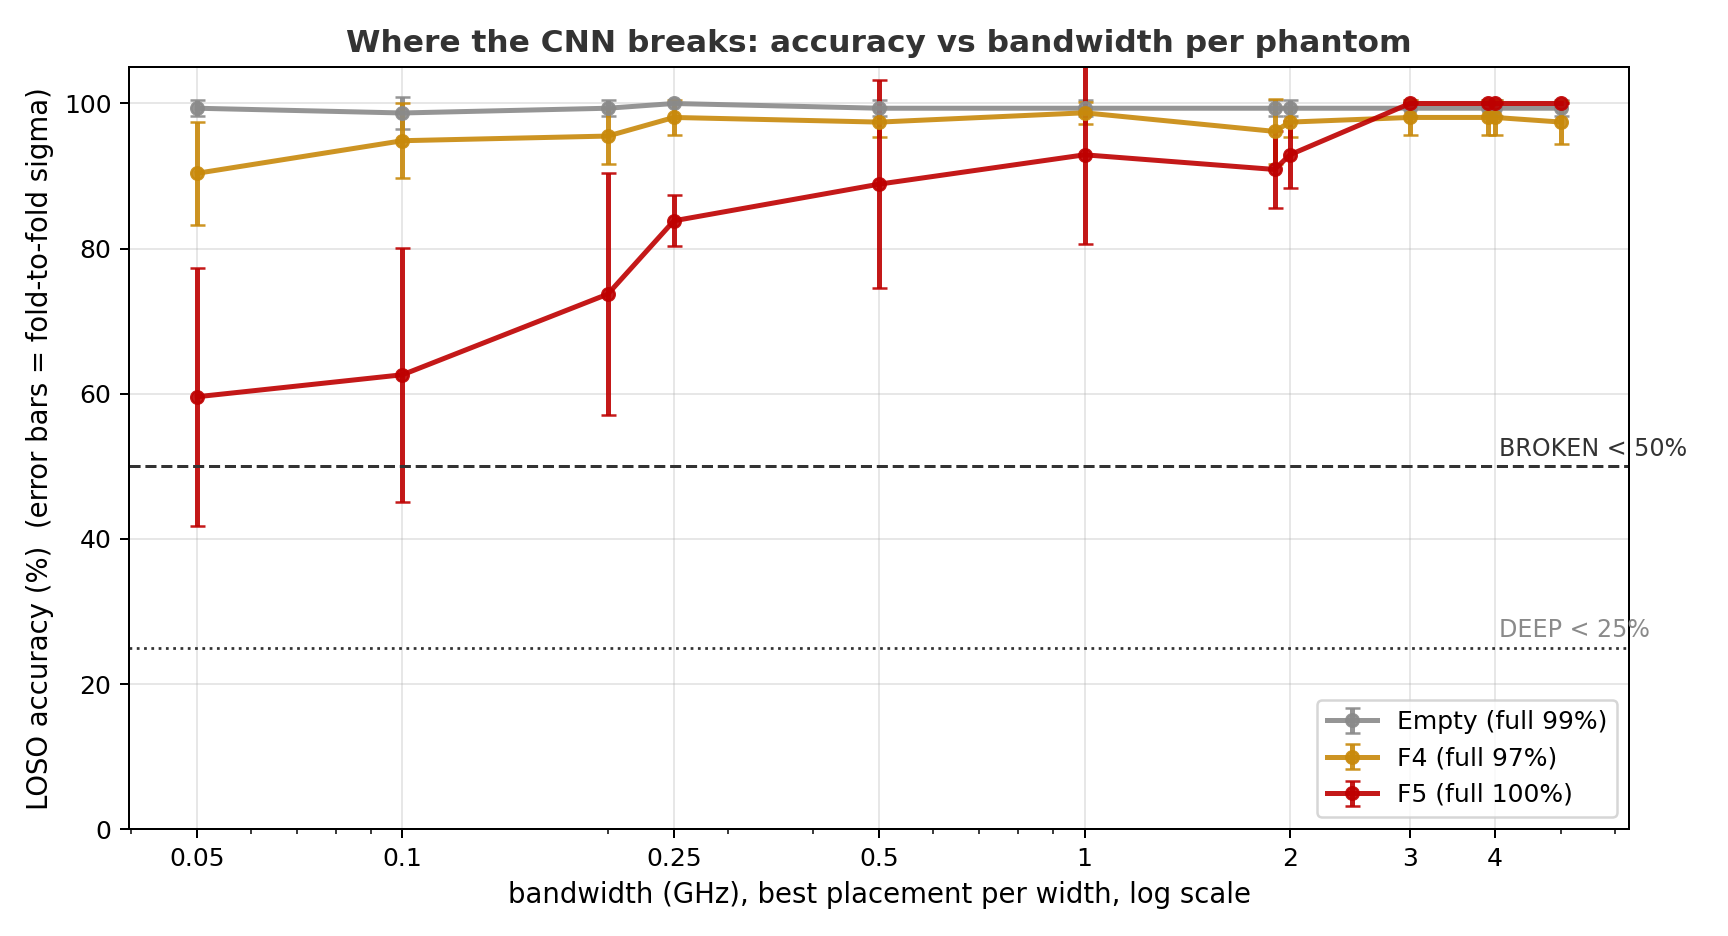 Where the CNN breaks: accuracy vs bandwidth per phantom
LOSO accuracy (%)  (error bars = fold-to-fold sigma)
100
80
60
40
20
0
BROKEN < 50%
DEEP < 25%
Empty (full 99%)
F4 (full 97%)
F5 (full 100%)
0.05 0.1 0.25 0.5 1 2 3 4
bandwidth (GHz), best placement per width, log scale